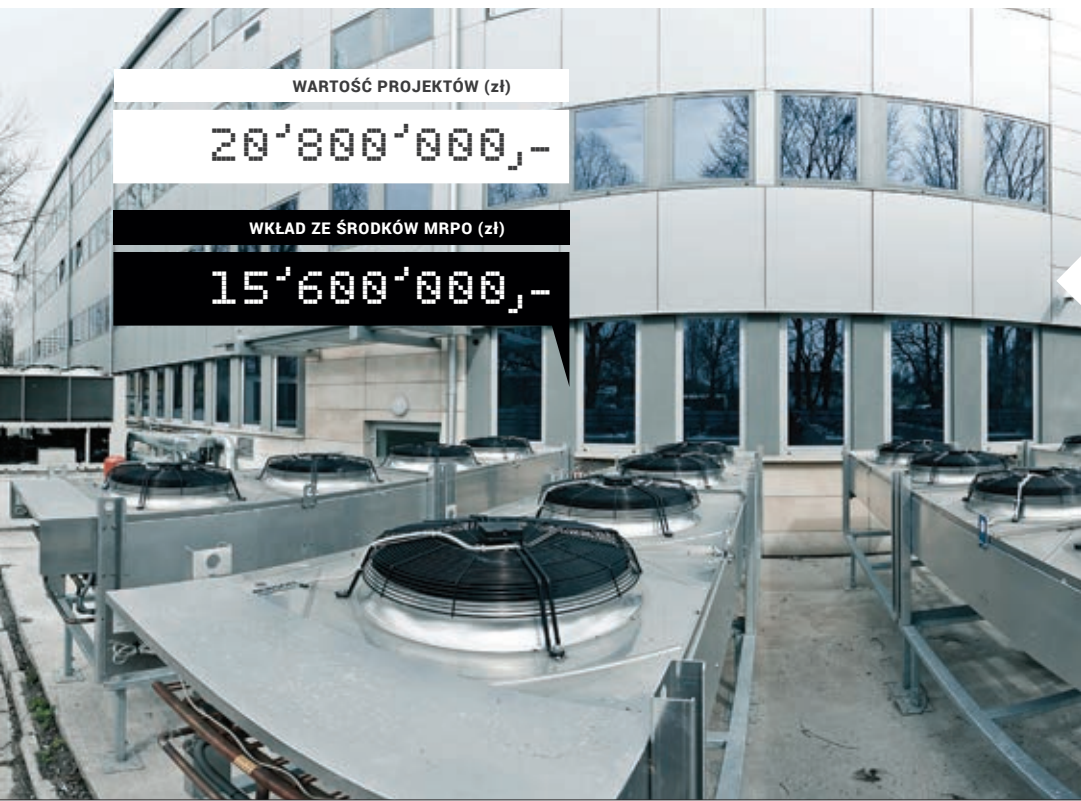 WARTOŚĆ PROJEKTÓW (zł)
20'800'000,-
WKŁAD ZE ŚRODKÓW MRPO (zł)
15'600'000,-